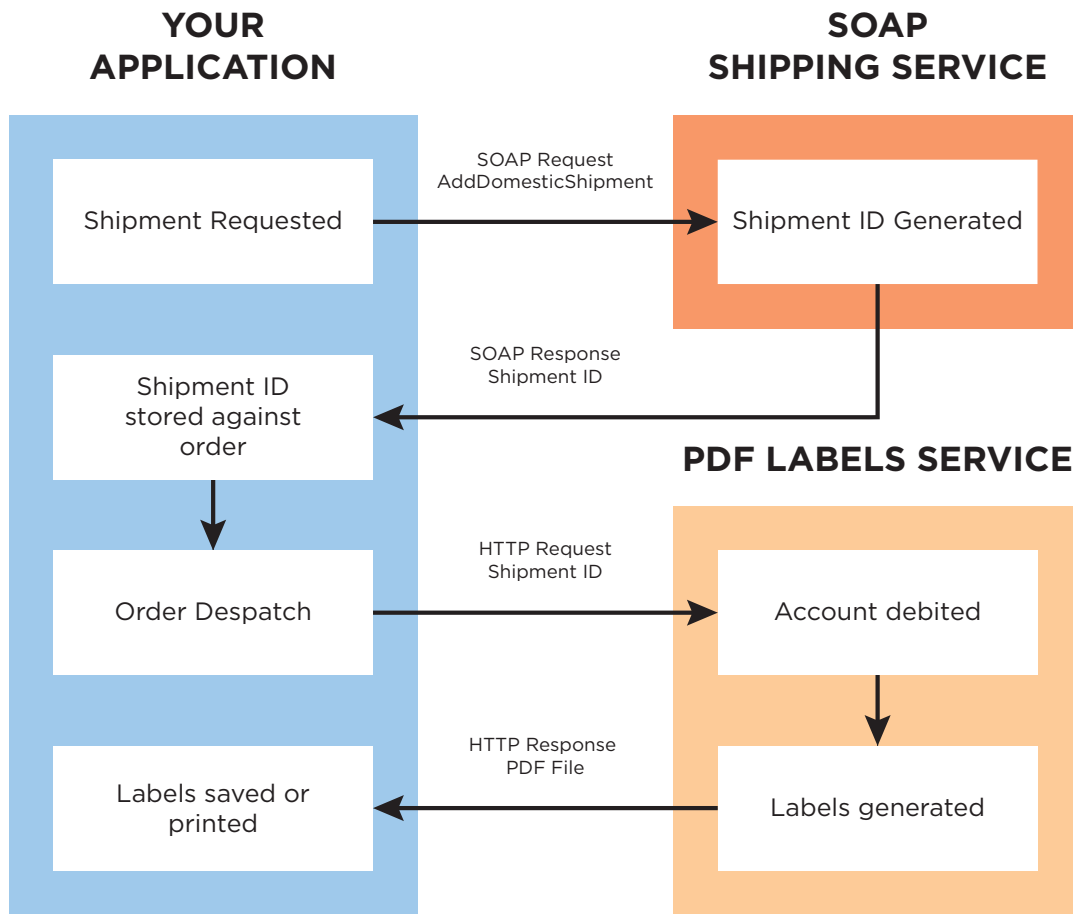 YOUR
APPLICATION
SOAP
SHIPPING SERVICE
Shipment Requested
SOAP Request
AddDomesticShipment
Shipment ID Generated
SOAP Response
Shipment ID
Shipment ID
stored against
order
PDF LABELS SERVICE
Order Despatch
HTTP Request
Shipment ID
Account debited
Labels generated
HTTP Response
PDF File
Labels saved or
printed